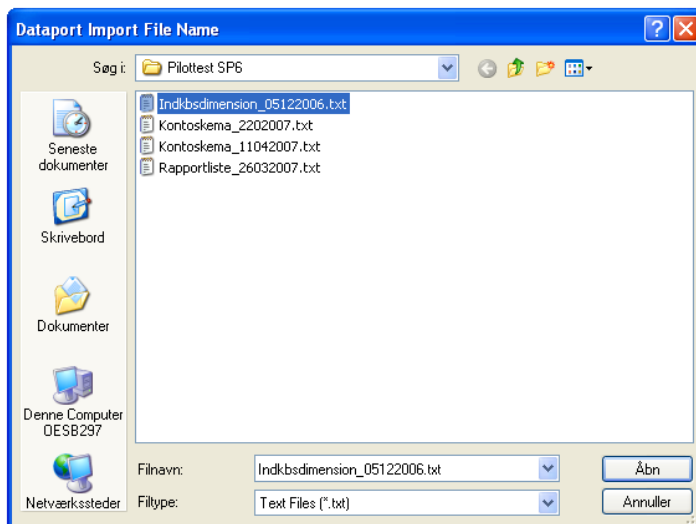 Dataport Import File Name
Søg i: Pilottest SP6
Indkbsdimension_05122006.txt
Kontoskema_2202007.txt
Kontoskema_11042007.txt
Rapportliste_26032007.txt
Seneste
dokumenter
Skrivebord
Dokumenter
Denne Computer
OESB297
Netværkssteder
Filnavn: Indkbsdimension_05122006.txt Åbn
Filtype: Text Files (*.txt) Annuller